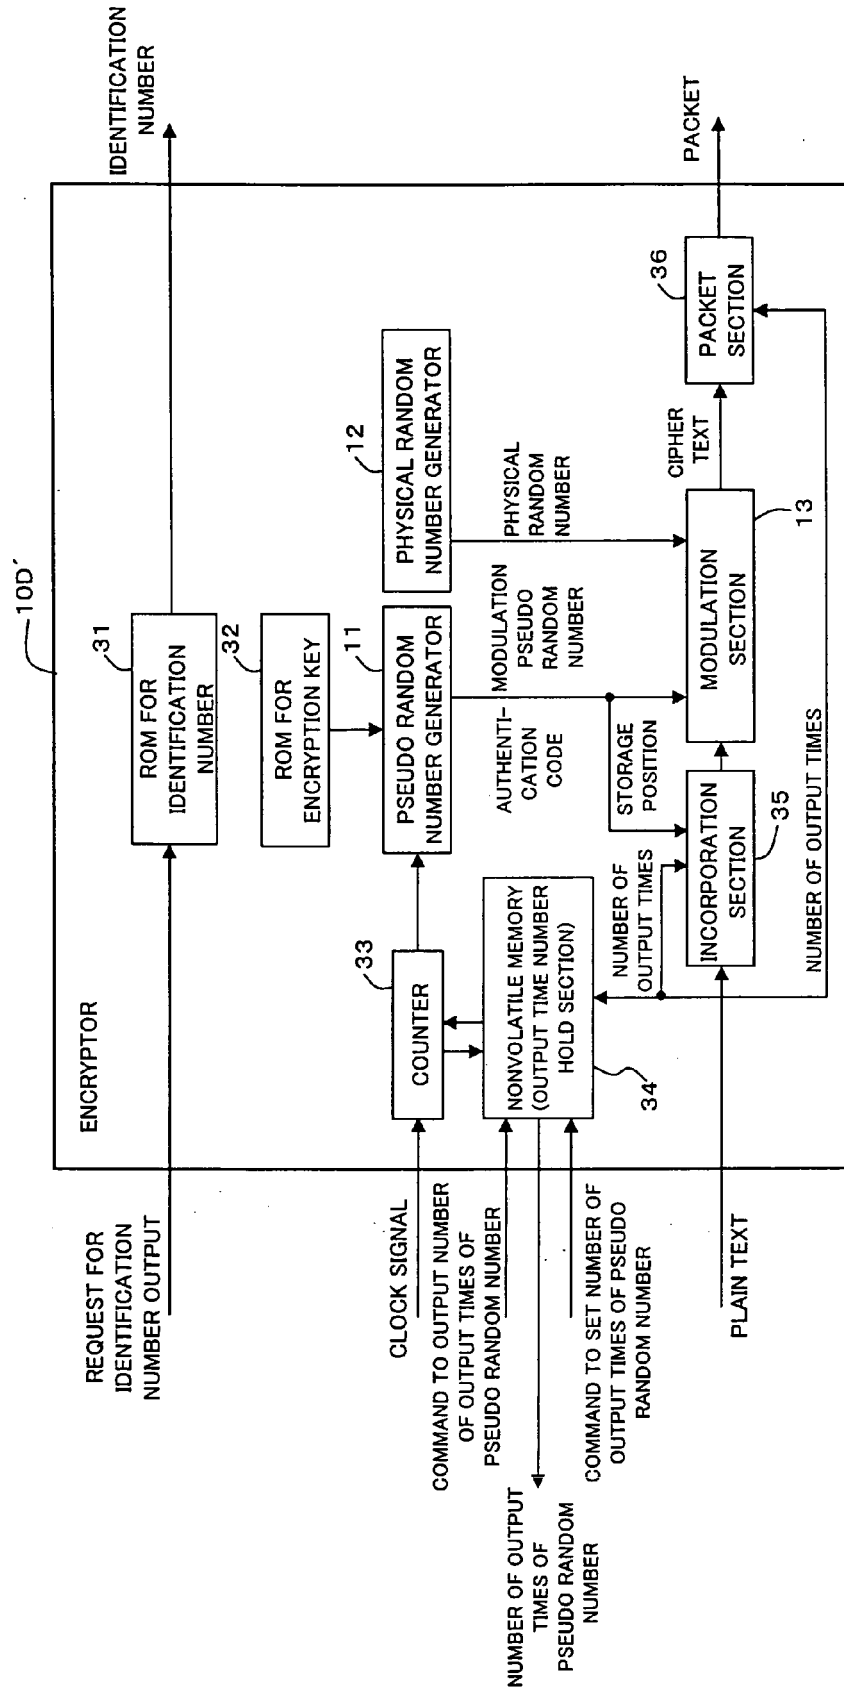 10D′
ENCRYPTOR
REQUEST FOR
IDENTIFICATION
NUMBER OUTPUT
31
ROM FOR
IDENTIFICATION
NUMBER
IDENTIFICATION
NUMBER
32
ROM FOR
ENCRYPTION KEY
CLOCK SIGNAL
33
COUNTER
11
PSEUDO RANDOM
NUMBER GENERATOR
12
PHYSICAL RANDOM
NUMBER GENERATOR
COMMAND TO OUTPUT NUMBER
OF OUTPUT TIMES OF
PSEUDO RANDOM NUMBER
NUMBER OF OUTPUT
TIMES OF
PSEUDO RANDOM
NUMBER
COMMAND TO SET NUMBER OF
OUTPUT TIMES OF PSEUDO
RANDOM NUMBER
NONVOLATILE MEMORY
(OUTPUT TIME NUMBER
HOLD SECTION)
34
AUTHENTI-
CATION
CODE
MODULATION
PSEUDO
RANDOM
NUMBER
PHYSICAL
RANDOM
NUMBER
NUMBER OF
OUTPUT TIMES
STORAGE
POSITION
PLAIN TEXT
INCORPORATION
SECTION
35
MODULATION
SECTION
13
CIPHER
TEXT
36
PACKET
SECTION
PACKET
NUMBER OF OUTPUT TIMES